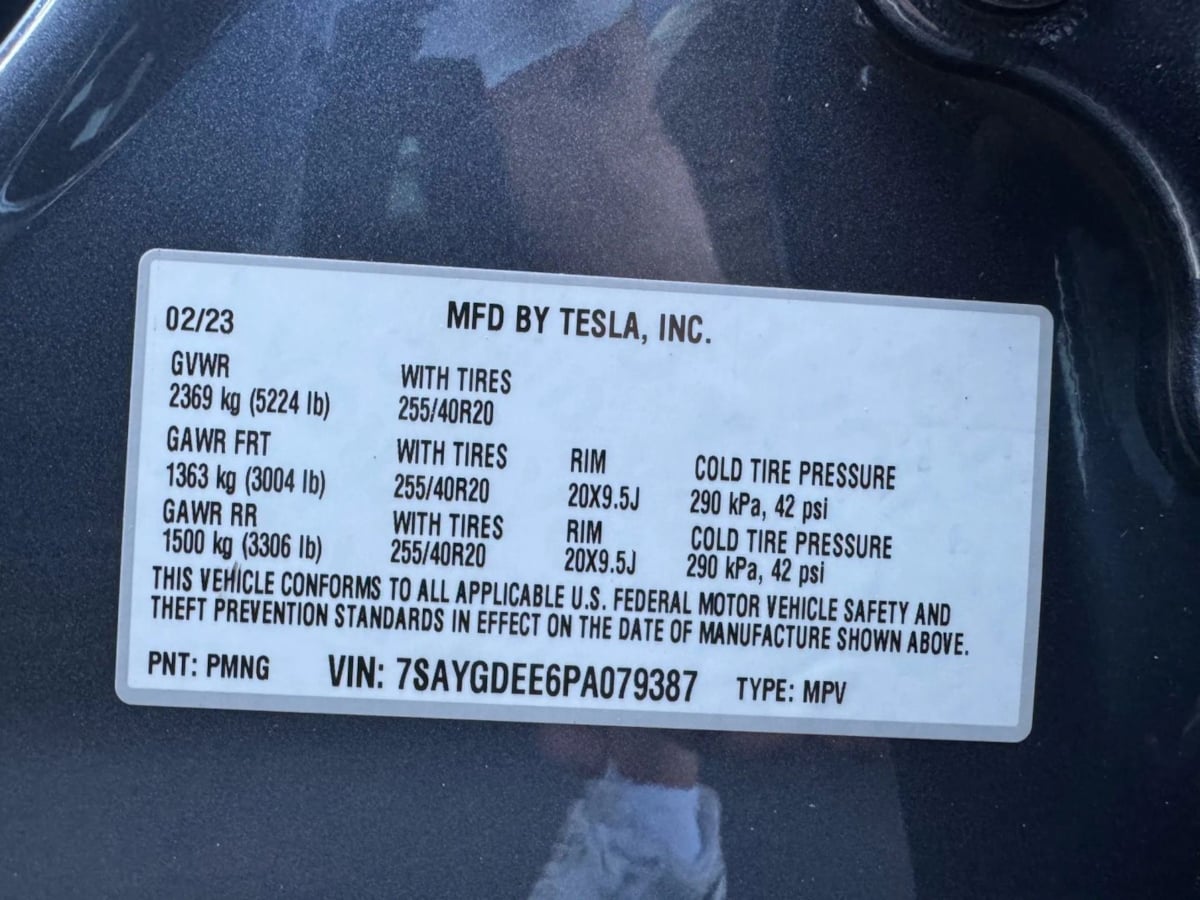 02/23 MFD BY TESLA, INC.
GVWR WITH TIRES
2369 kg (5224 lb) 255/40R20
GAWR FRT WITH TIRES RIM COLD TIRE PRESSURE
1363 kg (3004 lb) 255/40R20 20X9.5J 290 kPa, 42 psi
GAWR RR WITH TIRES RIM COLD TIRE PRESSURE
1500 kg (3306 lb) 255/40R20 20X9.5J 290 kPa, 42 psi
THIS VEHICLE CONFORMS TO ALL APPLICABLE U.S. FEDERAL MOTOR VEHICLE SAFETY AND
THEFT PREVENTION STANDARDS IN EFFECT ON THE DATE OF MANUFACTURE SHOWN ABOVE.
PNT: PMNG VIN: 7SAYGDEE6PA079387 TYPE: MPV